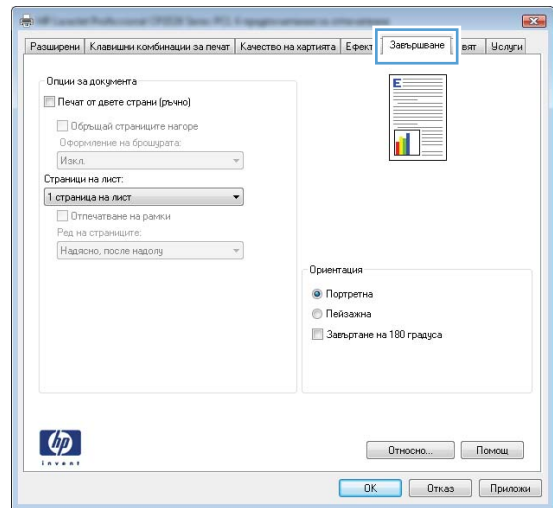 Разширени Клавишни комбинации за печат Качество на хартията Ефект Завършване вят Услуги
Опции за документа
Печат от двете страни (ръчно)
Обръщай страниците нагоре
Оформление на брошурата:
Изкл.
Страници на лист:
1 страница на лист
Отпечатване на рамки
Ред на страниците:
Надясно, после надолу
E
Ориентация
Портретна
Пейзажна
Завъртане на 180 градуса
hp
invent
Относно... Помощ
OK Отказ Приложи